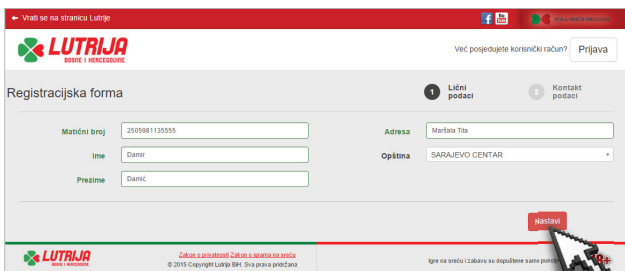 ← Vrati se na stranicu Lutrije
You Tube
LUTRIJA
BOSNE I HERCEGOVINE
Već posjedujete korisnički račun? Prijava
Registracijska forma
1 Lični podaci
2 Kontakt podaci
Matični broj 2505981135555
Adresa Maršala Tita
Ime Damir
Opština SARAJEVO CENTAR
Prezime Damić
Nastavi
LUTRIJA
BOSNE I HERCEGOVINE
Zakon o privatnosti Zakon o igrama na sreću
© 2015 Copyright Lutrija BiH. Sva prava pridržana
Igre na sreću i zabavu su dopuštene samo